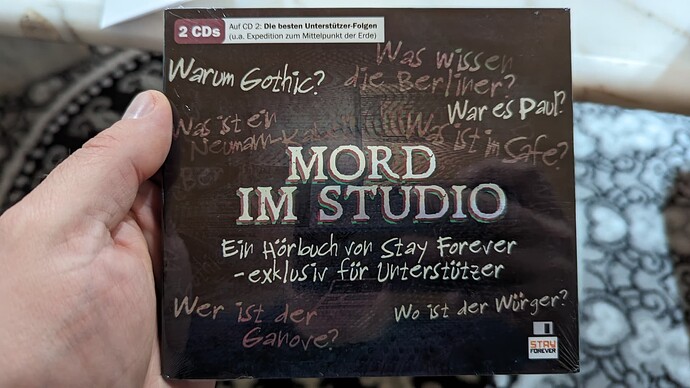 2 CDs
Auf CD 2: Die besten Unterstützer-Folgen
(u.a. Expedition zum Mittelpunkt der Erde)
Was wissen
die Berliner?
Warum Gothic?
War es Paul?
Was ist ein
Was ist im Safe?
MORD
IM STUDIO
Ein Hörbuch von Stay Forever
-exklusiv für Unterstützer
Wer ist der
Ganove?
Wo ist der Würger?
STAY
FOREVER